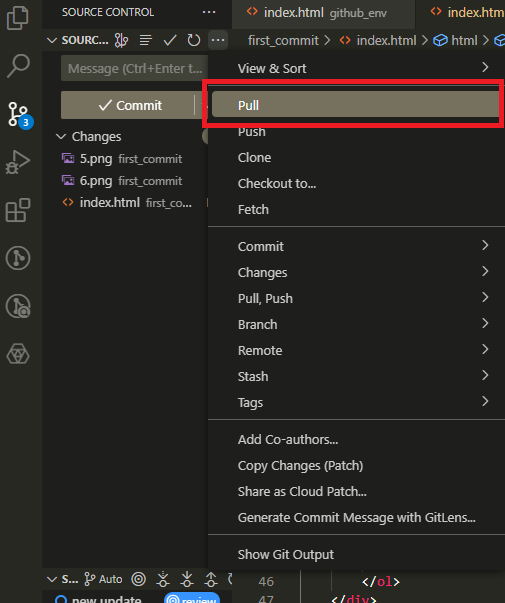 SOURCE CONTROL
index.html github_env
index.htm
SOURC...
first_commit > index.html > html >
Message (Ctrl+Enter t...
View & Sort
Commit
Pull
Changes
Push
5.png first_commit
Clone
6.png first_commit
Checkout to...
index.html first_co...
Fetch
3
Commit
Changes
Pull, Push
Branch
Remote
Stash
Tags
Add Co-authors...
Copy Changes (Patch)
Share as Cloud Patch...
Generate Commit Message with GitLens...
Show Git Output
S... Auto
46 </ol>
new update review
47 </div>